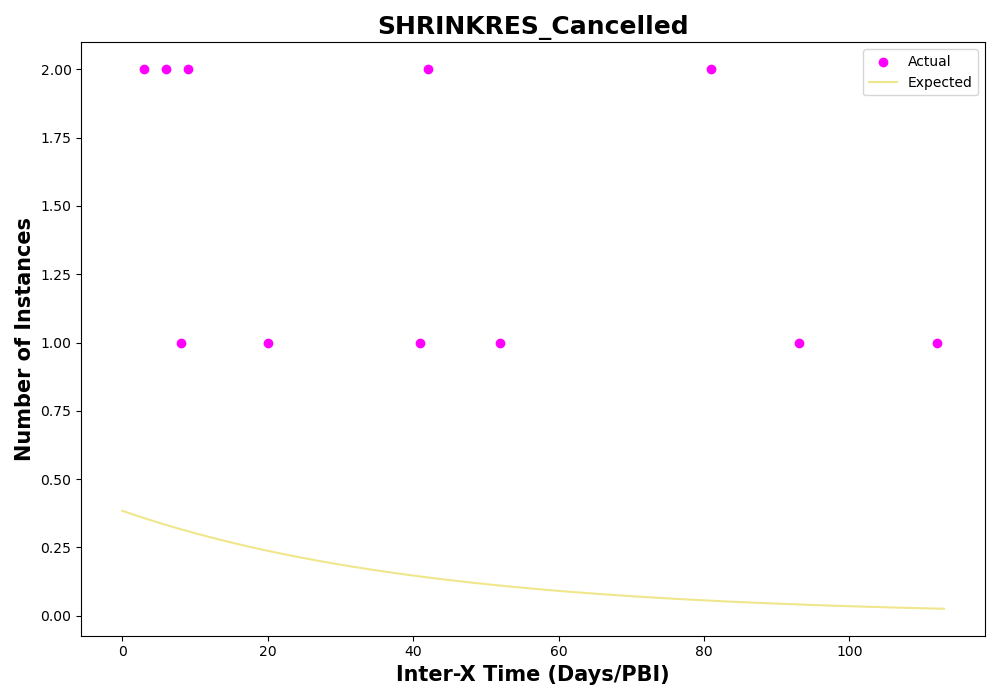 SHRINKRES_Cancelled
Actual
Expected
Number of Instances
2.00
1.75
1.50
1.25
1.00
0.75
0.50
0.25
0.00
0 20 40 60 80 100
Inter-X Time (Days/PBI)